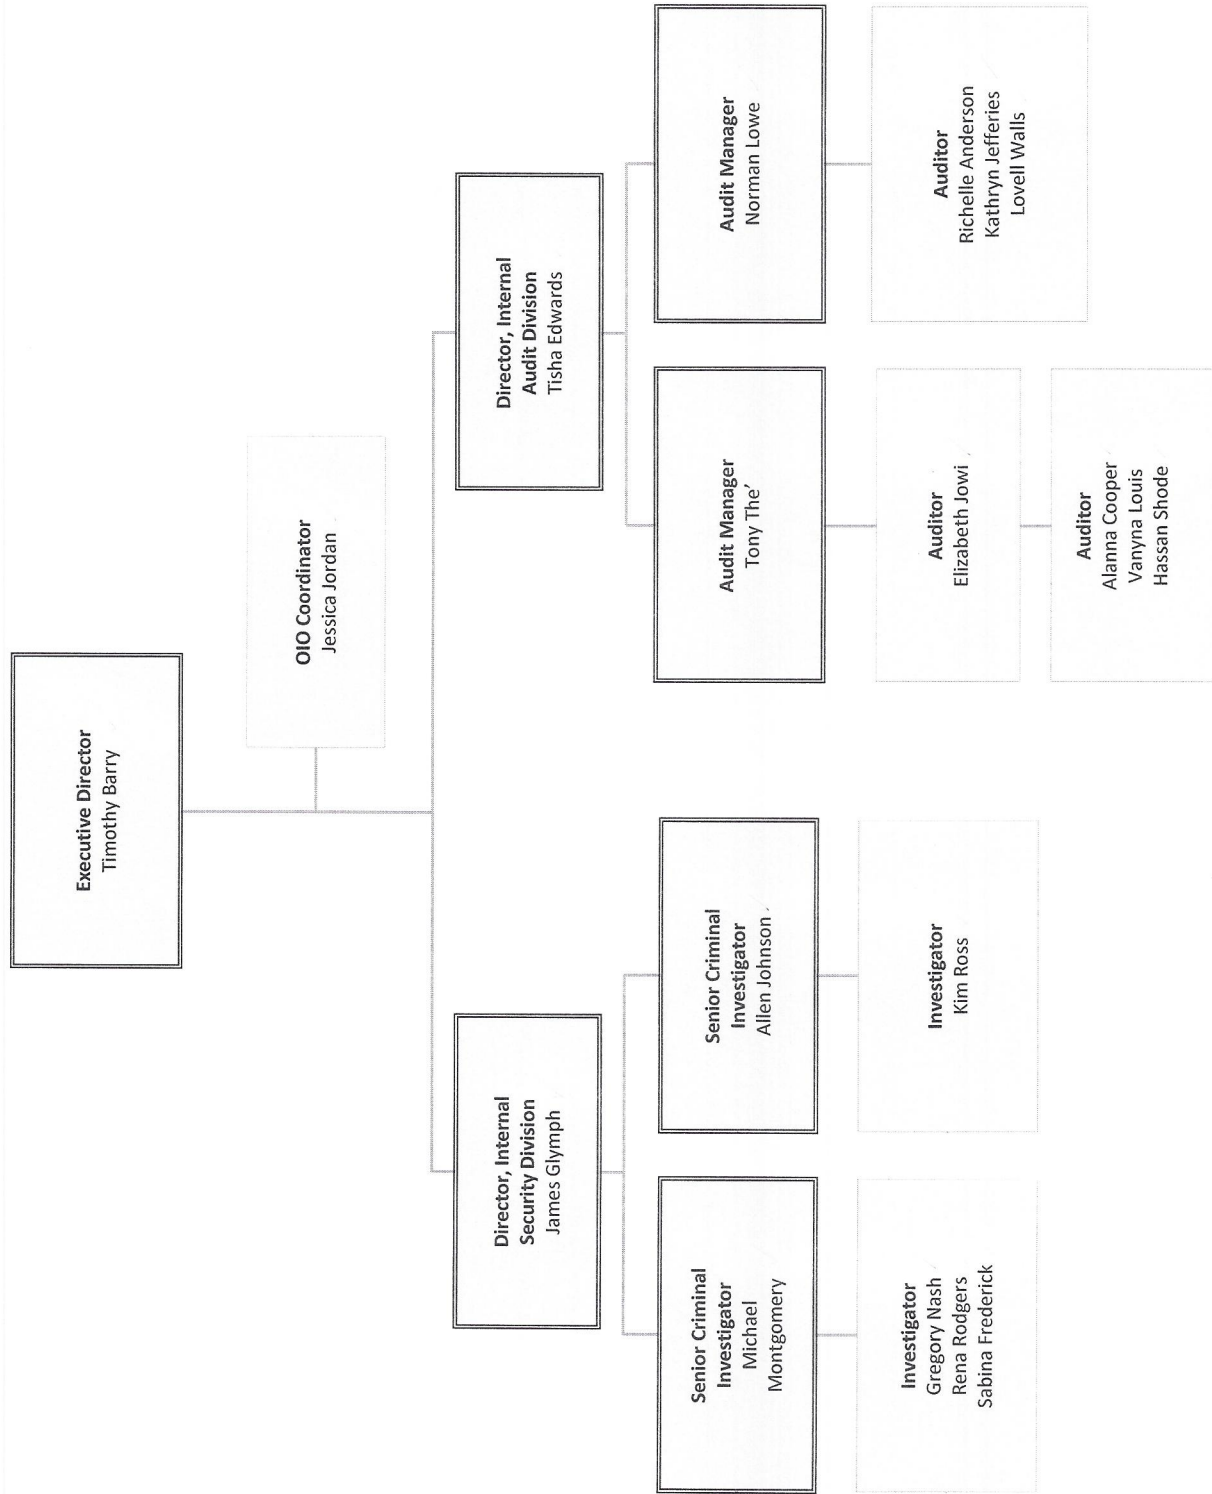 Executive Director
Timothy Barry
OIO Coordinator
Jessica Jordan
Director, Internal
Security Division
James Glymph
Director, Internal
Audit Division
Tisha Edwards
Senior Criminal
Investigator
Michael
Montgomery
Senior Criminal
Investigator
Allen Johnson
Audit Manager
Tony The’
Audit Manager
Norman Lowe
Investigator
Gregory Nash
Rena Rodgers
Sabina Frederick
Investigator
Kim Ross
Auditor
Elizabeth Jowi
Auditor
Richelle Anderson
Kathryn Jefferies
Lovell Walls
Auditor
Alanna Cooper
Vanyna Louis
Hassan Shode